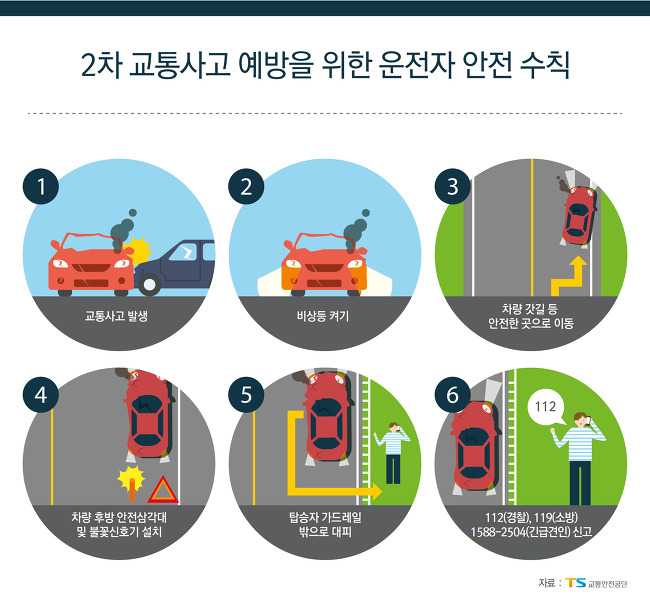 2차 교통사고 예방을 위한 운전자 안전 수칙
1
교통사고 발생
2
비상등 켜기
3
차량 갓길 등
안전한 곳으로 이동
4
차량 후방 안전삼각대
및 불꽃신호기 설치
5
탑승자 가드레일
밖으로 대피
6
112
112(경찰), 119(소방)
1588-2504(긴급견인) 신고
자료 : TS 교통안전공단